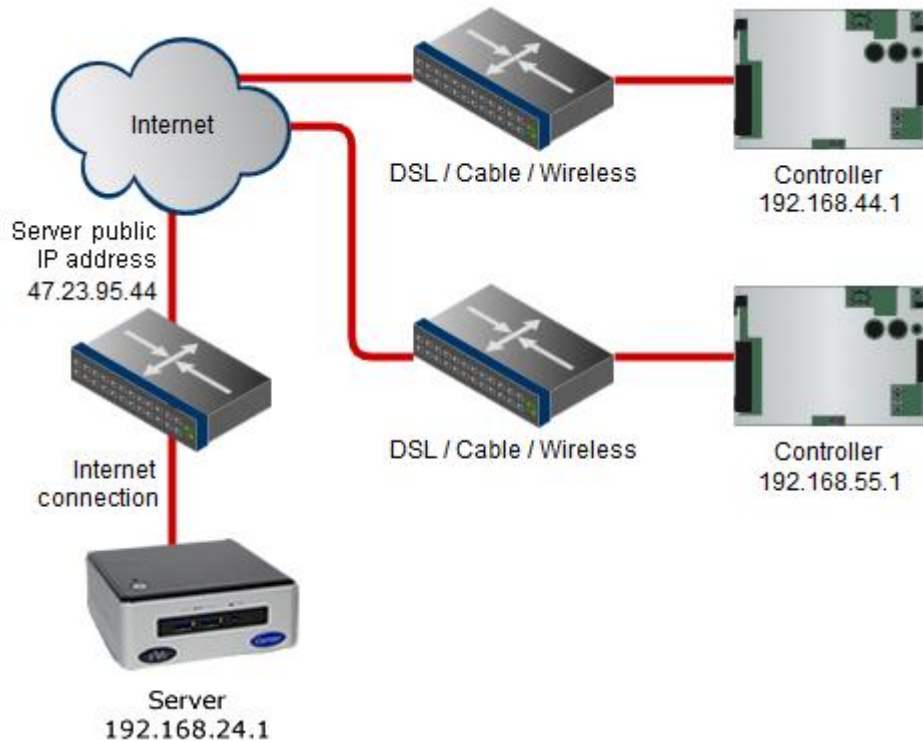 Internet
DSL / Cable / Wireless
Controller
192.168.44.1
Server public
IP address
47.23.95.44
DSL / Cable / Wireless
Controller
192.168.55.1
Internet
connection
Server
192.168.24.1